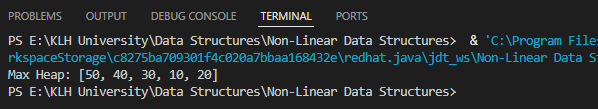 PROBLEMS OUTPUT DEBUG CONSOLE TERMINAL PORTS
PS E:\KLH University\Data Structures\Non-Linear Data Structures> & 'C:\Program Files
rkspaceStorage\c8275ba709301f4c020a7bbaa168432e\redhat.java\jdt_ws\Non-Linear Data S
Max Heap: [50, 40, 30, 10, 20]
PS E:\KLH University\Data Structures\Non-Linear Data Structures>